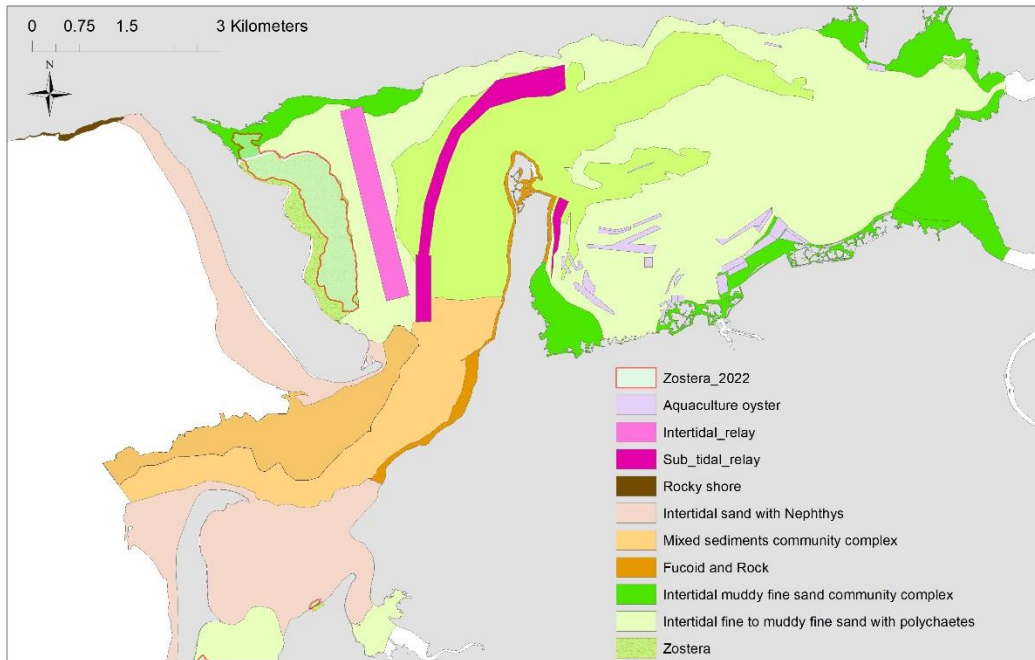 0 0.75 1.5 3 Kilometers
N
Zostera_2022
Aquaculture oyster
Intertidal_relay
Sub_tidal_relay
Rocky shore
Intertidal sand with Nephthys
Mixed sediments community complex
Fucoid and Rock
Intertidal muddy fine sand community complex
Intertidal fine to muddy fine sand with polychaetes
Zostera